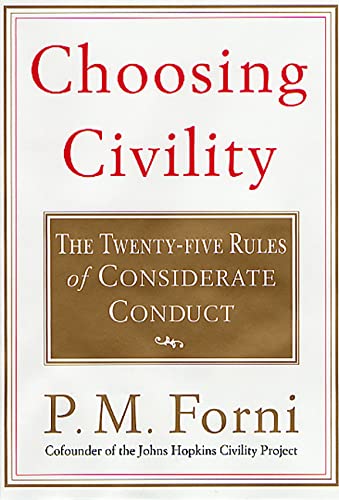 Choosing
Civility
THE TWENTY-FIVE RULES
of CONSIDERATE
CONDUCT
P. M. Forni
Cofounder of the Johns Hopkins Civility Project